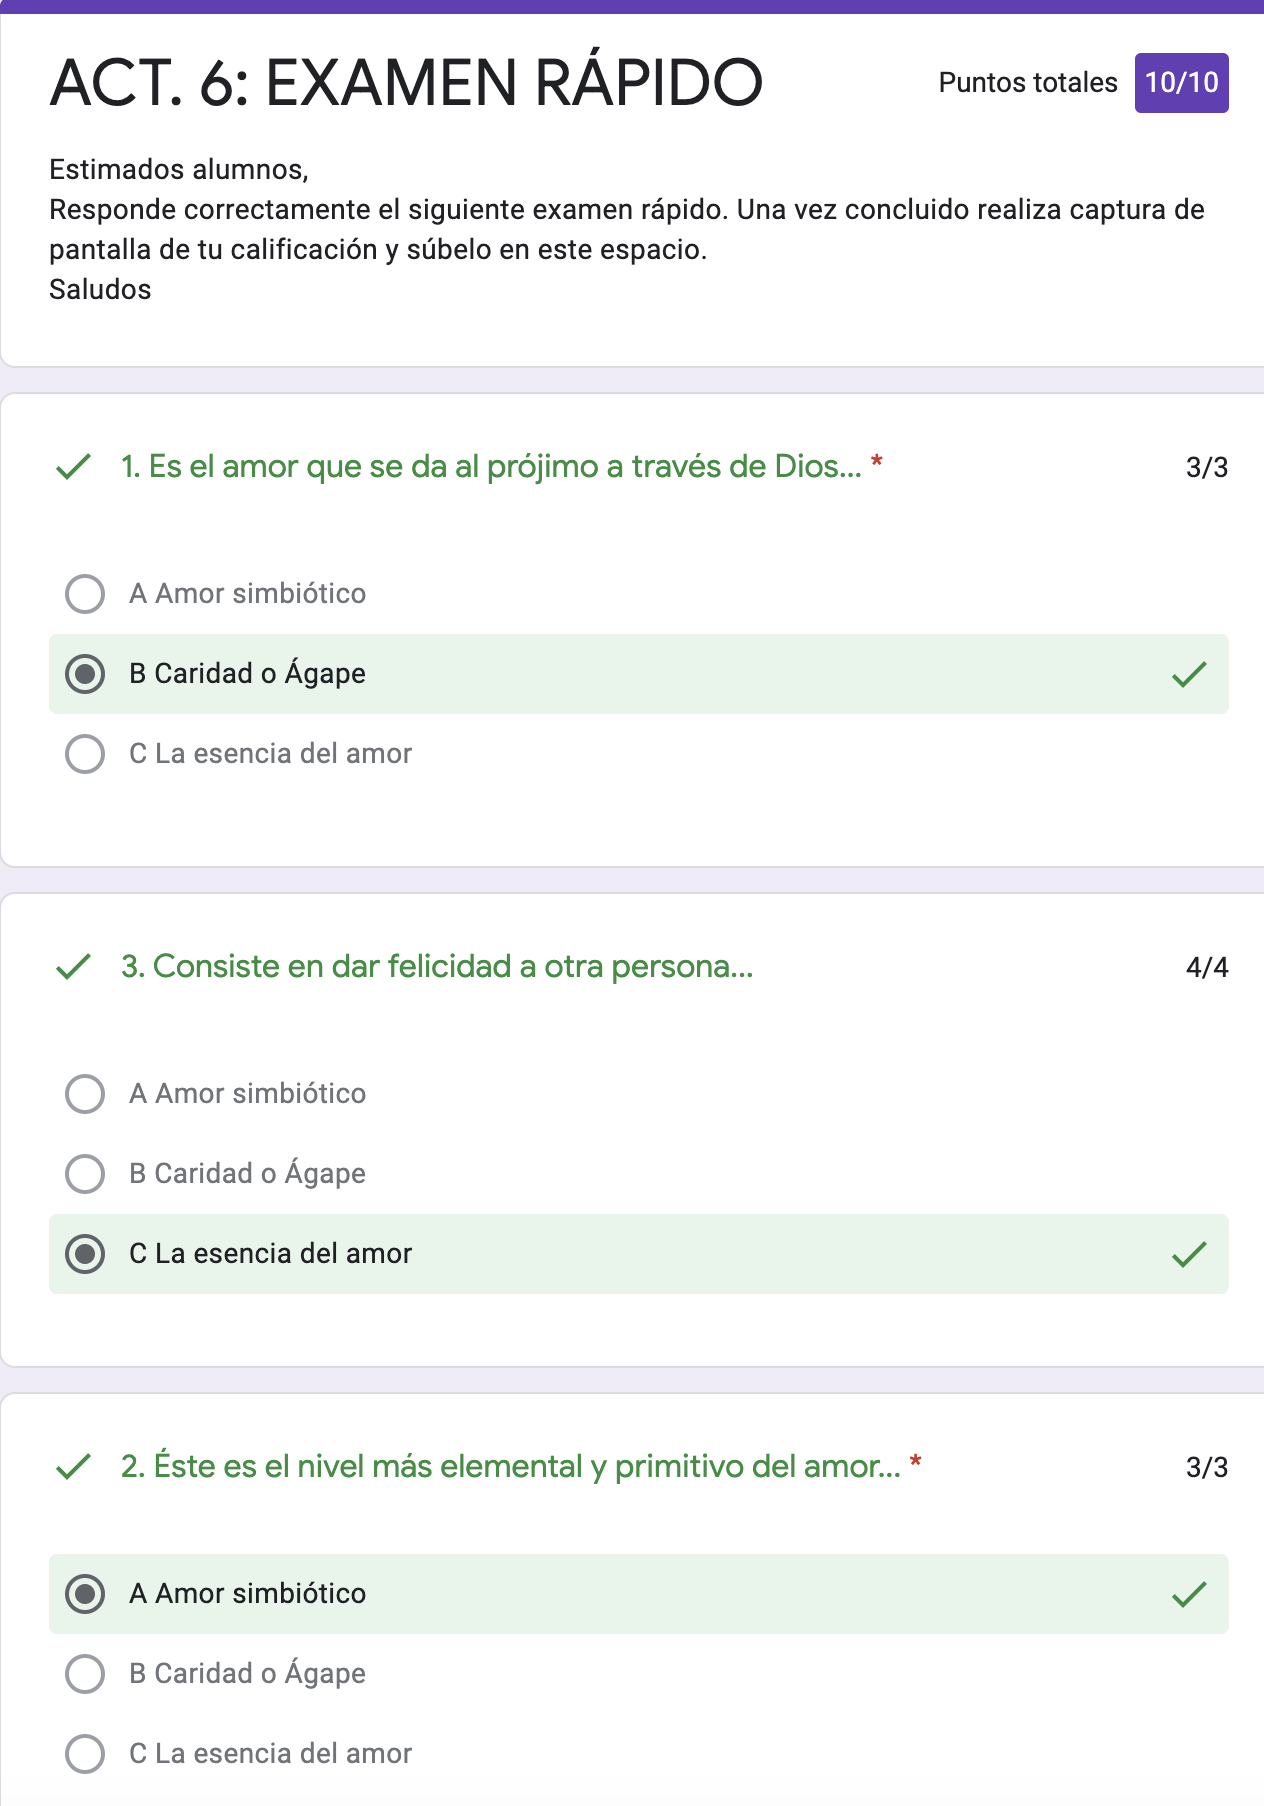 ACT. 6: EXAMEN RÁPIDO
Puntos totales 10/10
Estimados alumnos,
Responde correctamente el siguiente examen rápido. Una vez concluido realiza captura de
pantalla de tu calificación y súbelo en este espacio.
Saludos
1. Es el amor que se da al prójimo a través de Dios... *
3/3
A Amor simbiótico
B Caridad o Ágape
C La esencia del amor
3. Consiste en dar felicidad a otra persona...
4/4
A Amor simbiótico
B Caridad o Ágape
C La esencia del amor
2. Éste es el nivel más elemental y primitivo del amor... *
3/3
A Amor simbiótico
B Caridad o Ágape
C La esencia del amor